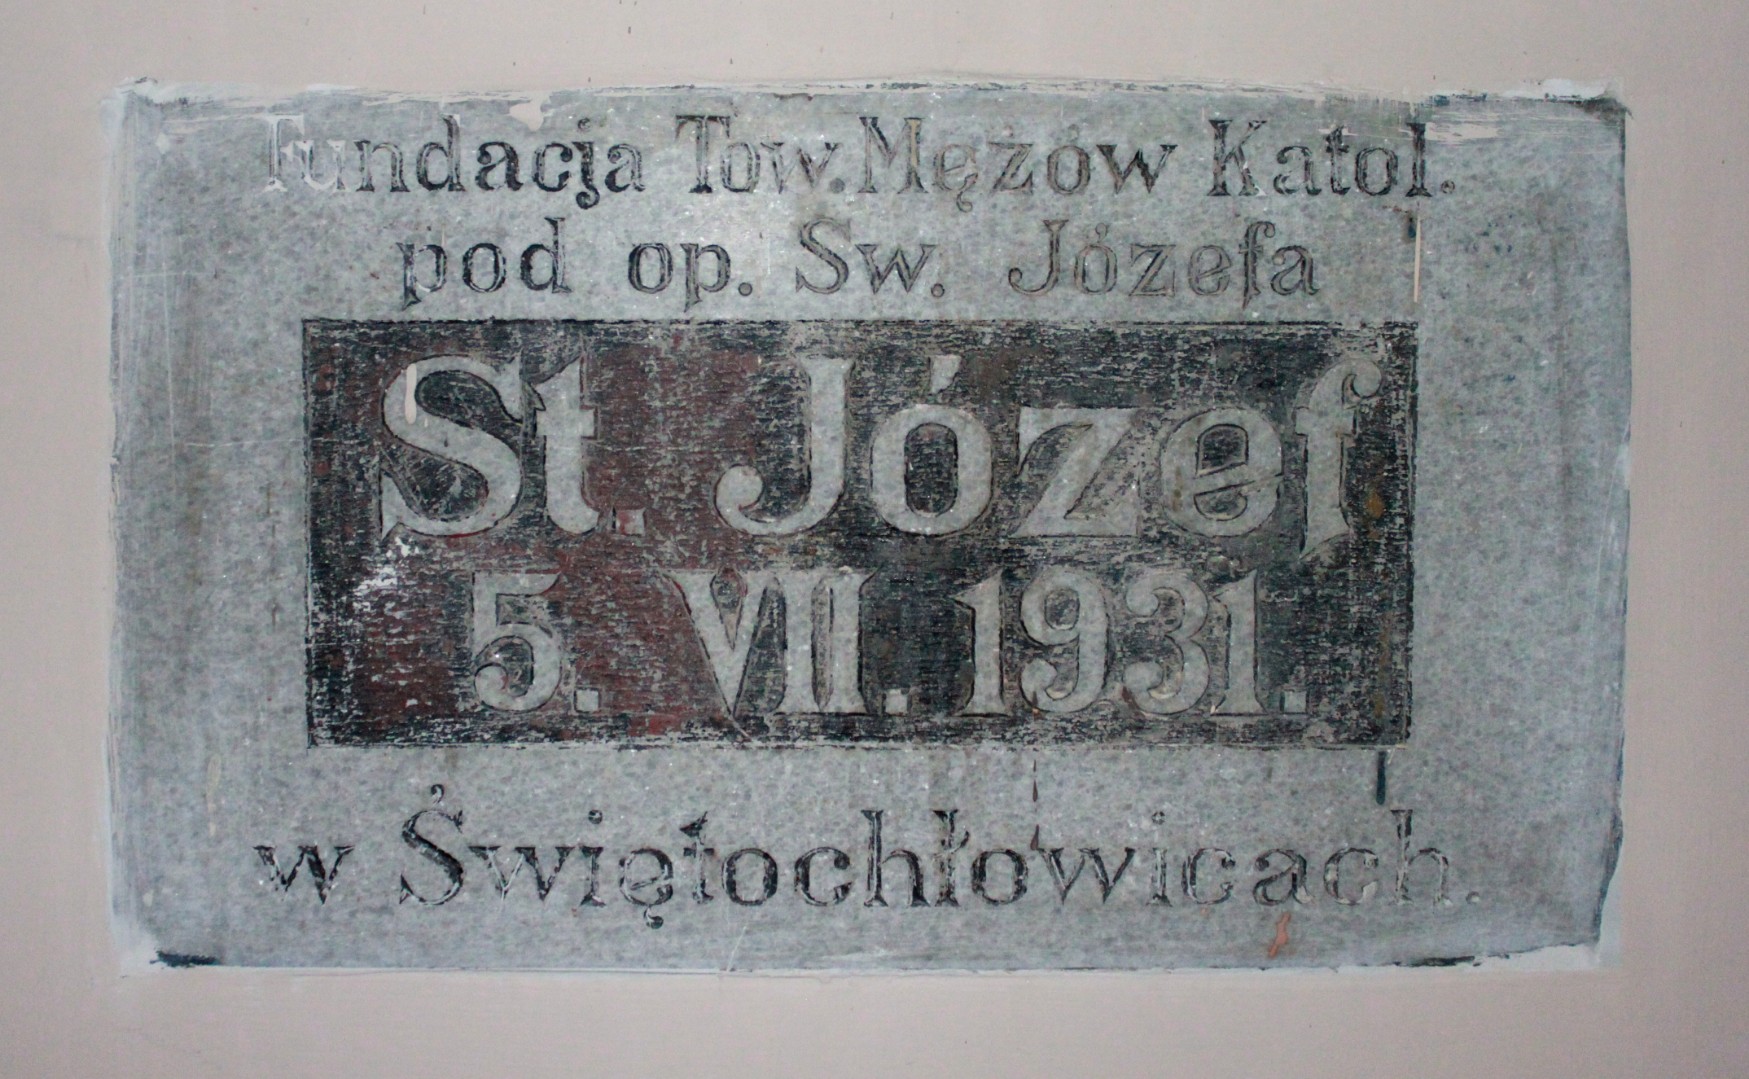 Fundacja Tow. Mężów Katol.
pod op. Sw. Józefa
St. Józef
5. VII. 1931.
w Świętochłowicach.